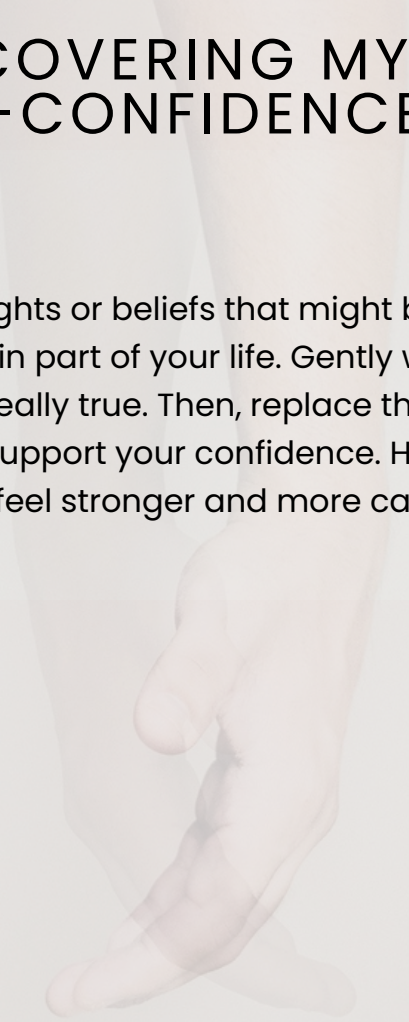 COVERING MY
-CONFIDENCE
ghts or beliefs that might b
in part of your life. Gently w
eally true. Then, replace th
upport your confidence. H
feel stronger and more ca